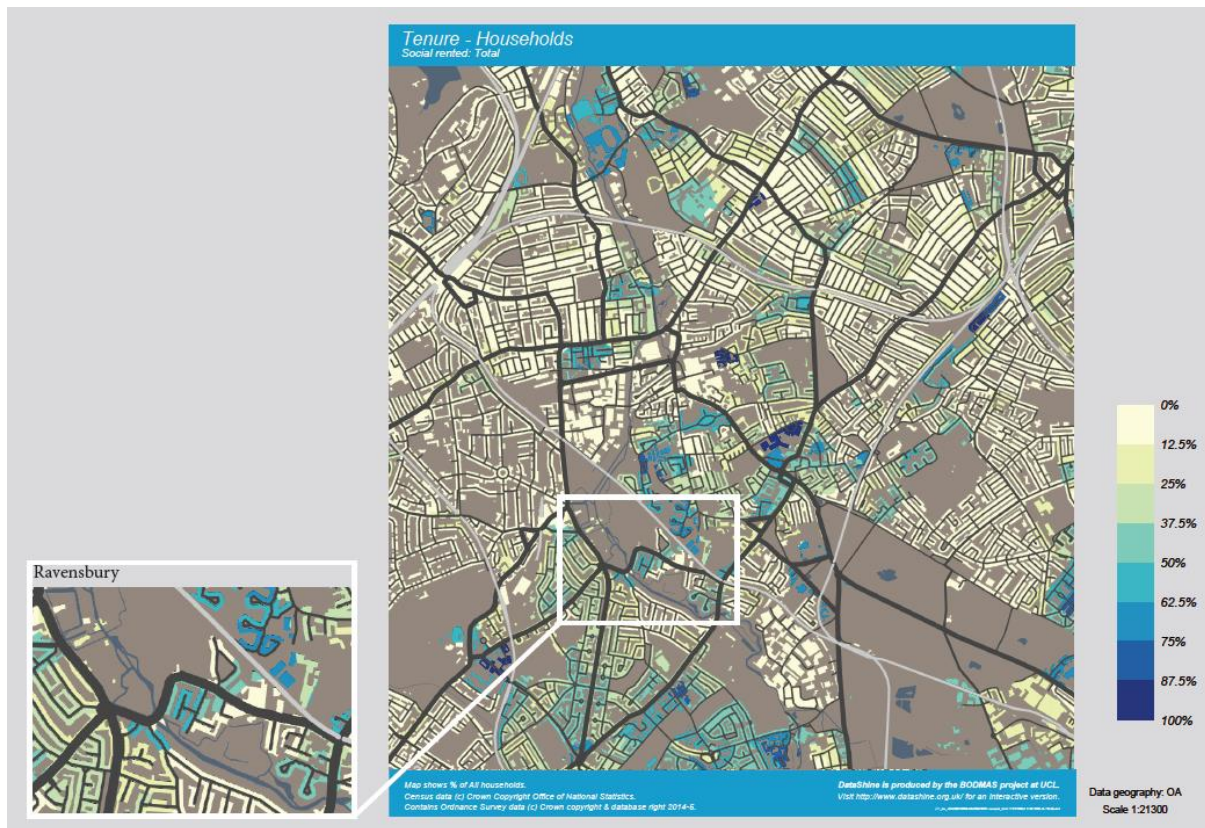 Tenure - Households
Social rented: Total
0%
12.5%
25%
37.5%
50%
62.5%
75%
87.5%
100%
Ravensbury
Map shows % of All households.
Census data (c) Crown Copyright Office of National Statistics.
Contains Ordnance Survey data (c) Crown copyright & database right 2014-5.
DataShine is produced by the BODMAS project at UCL.
Visit http://www.datashine.org.uk/ for an interactive version.
Data geography: OA
Scale 1:21300